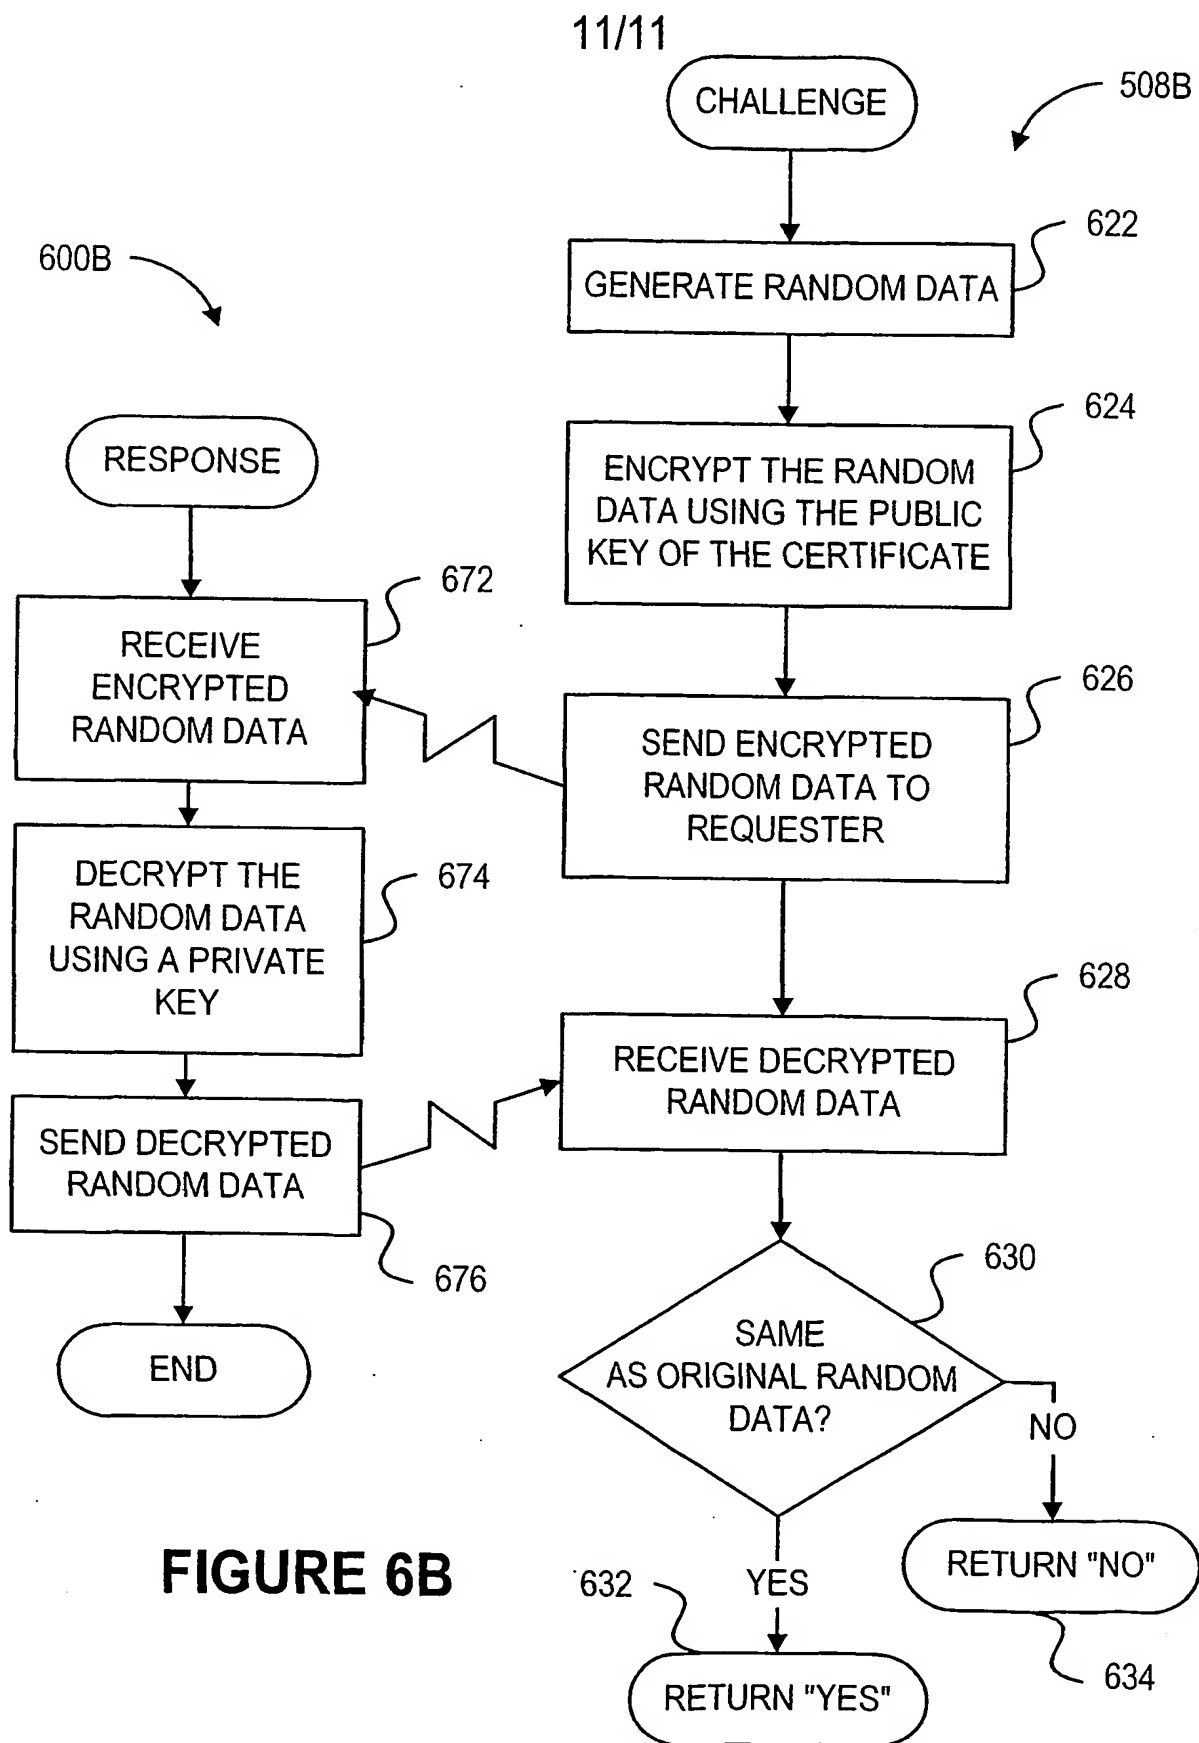 11/11
CHALLENGE
508B
622
600B
GENERATE RANDOM DATA
624
RESPONSE
ENCRYPT THE RANDOM
DATA USING THE PUBLIC
KEY OF THE CERTIFICATE
672
RECEIVE
ENCRYPTED
RANDOM DATA
626
SEND ENCRYPTED
RANDOM DATA TO
REQUESTER
DECRYPT THE
RANDOM DATA
USING A PRIVATE
KEY
674
628
RECEIVE DECRYPTED
RANDOM DATA
SEND DECRYPTED
RANDOM DATA
676
630
END
SAME
AS ORIGINAL RANDOM
DATA?
NO
FIGURE 6B
RETURN "NO"
632
YES
634
RETURN "YES"